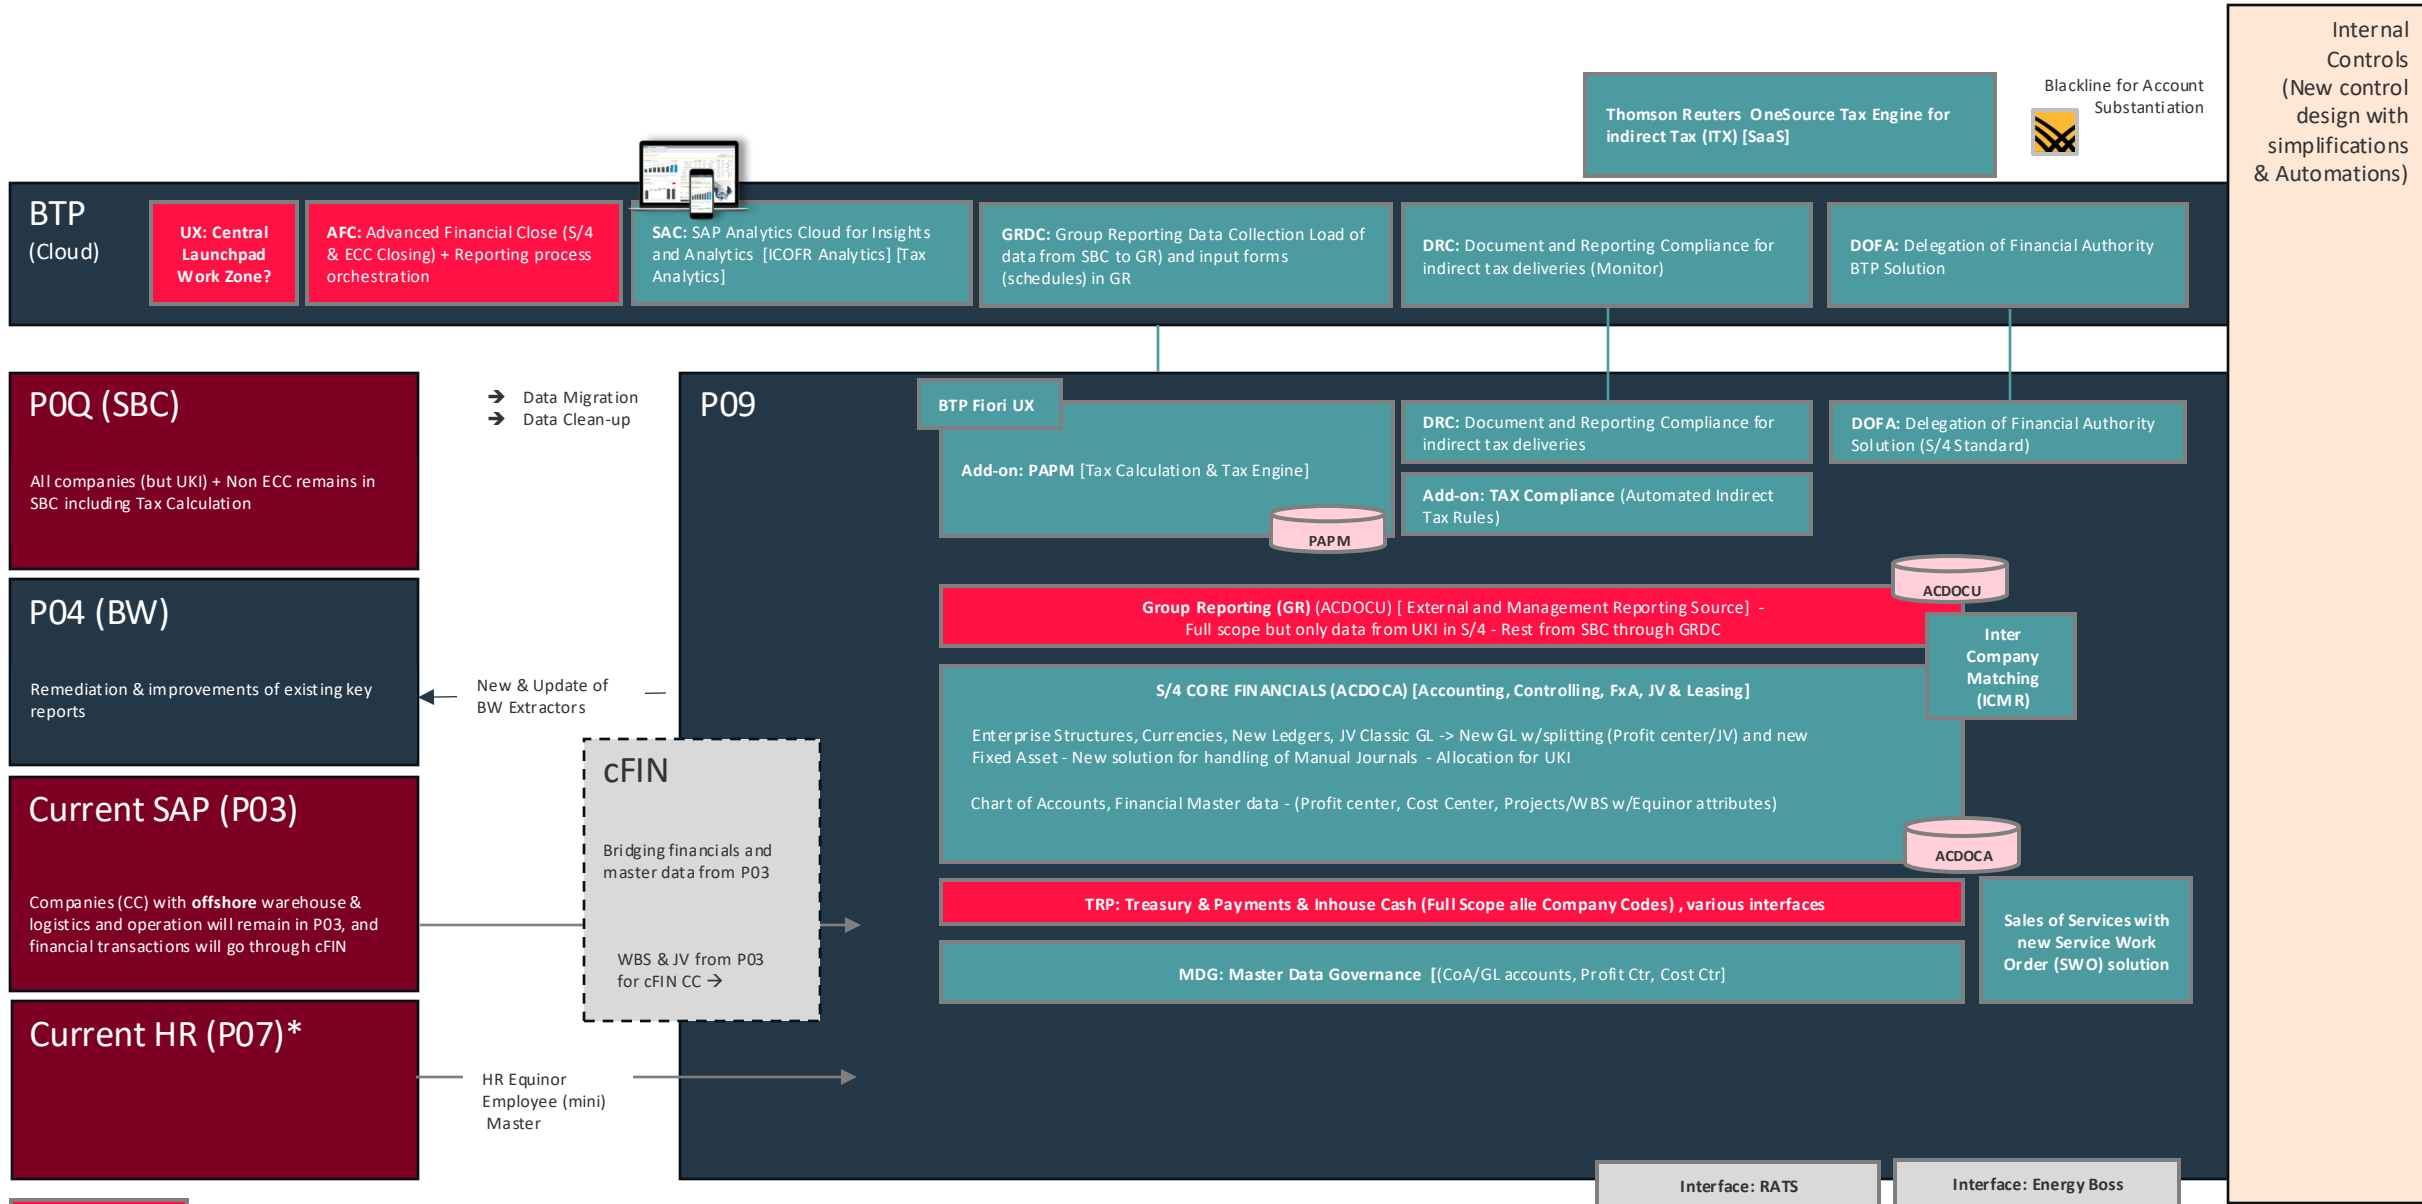 Internal
Controls
(New control
design with
simplifications
& Automations)
Thomson Reuters OneSource Tax Engine for
indirect Tax (ITX) [SaaS]
Blackline for Account
Substantiation
BTP
(Cloud)
UX: Central
Launchpad
Work Zone?
AFC: Advanced Financial Close (S/4
& ECC Closing) + Reporting process
orchestration
SAC: SAP Analytics Cloud for Insights
and Analytics [ICOFR Analytics] [Tax
Analytics]
GRDC: Group Reporting Data Collection Load of
data from SBC to GR) and input forms
(schedules) in GR
DRC: Document and Reporting Compliance for
indirect tax deliveries (Monitor)
DOFA: Delegation of Financial Authority
BTP Solution
P0Q (SBC)
All companies (but UKI) + Non ECC remains in
SBC including Tax Calculation
➔ Data Migration
➔ Data Clean-up
P09
BTP Fiori UX
Add-on: PAPM [Tax Calculation & Tax Engine]
PAPM
DRC: Document and Reporting Compliance for
indirect tax deliveries
Add-on: TAX Compliance (Automated Indirect
Tax Rules)
DOFA: Delegation of Financial Authority
Solution (S/4 Standard)
P04 (BW)
Remediation & improvements of existing key
reports
New & Update of
BW Extractors
ACDOCU
Group Reporting (GR) (ACDOCU) [ External and Management Reporting Source] -
Full scope but only data from UKI in S/4 - Rest from SBC through GRDC
Inter
Company
Matching
(ICMR)
S/4 CORE FINANCIALS (ACDOCA) [Accounting, Controlling, FxA, JV & Leasing]
Enterprise Structures, Currencies, New Ledgers, JV Classic GL -> New GL w/splitting (Profit center/JV) and new
Fixed Asset - New solution for handling of Manual Journals - Allocation for UKI
Chart of Accounts, Financial Master data - (Profit center, Cost Center, Projects/WBS w/Equinor attributes)
ACDOCA
Current SAP (P03)
Companies (CC) with offshore warehouse &
logistics and operation will remain in P03, and
financial transactions will go through cFIN
cFIN
Bridging financials and
master data from P03
WBS & JV from P03
for cFIN CC →
TRP: Treasury & Payments & Inhouse Cash (Full Scope alle Company Codes) , various interfaces
MDG: Master Data Governance [(CoA/GL accounts, Profit Ctr, Cost Ctr]
Sales of Services with
new Service Work
Order (SWO) solution
Current HR (P07)*
HR Equinor
Employee (mini)
Master
Interface: RATS
Interface: Energy Boss